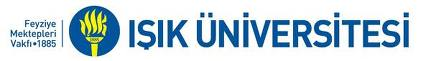 Feyziye
Mektepleri
Vakfı•1885
IŞIK ÜNİVERSİTESİ